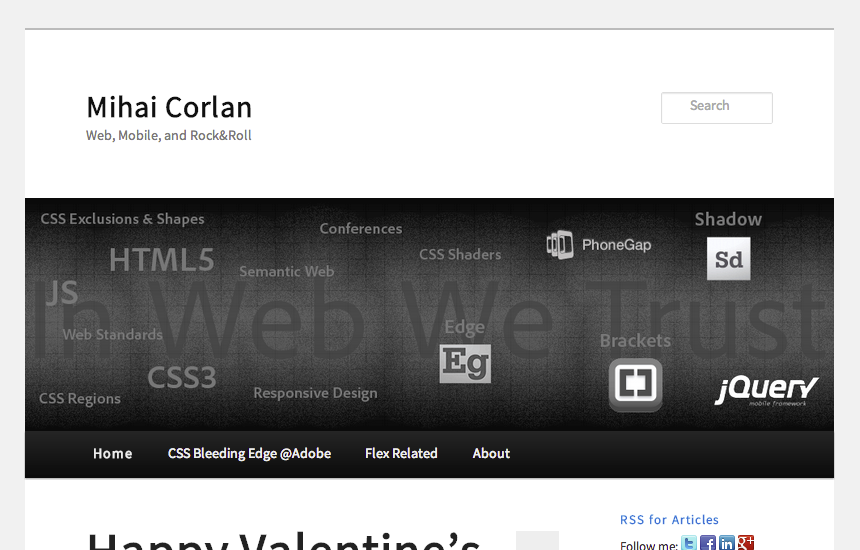 Mihai Corlan
Search
Web, Mobile, and Rock&Roll
CSS Exclusions & Shapes
Conferences
Shadow
PhoneGap
HTML5
CSS Shaders
Sd
Semantic Web
JS
In Web We Trust
Web Standards
Edge
Brackets
Eg
CSS3
Responsive Design
jQuery
mobile framework
CSS Regions
Home
CSS Bleeding Edge @Adobe
Flex Related
About
RSS for Articles
Happy Valentine's
Follow me: